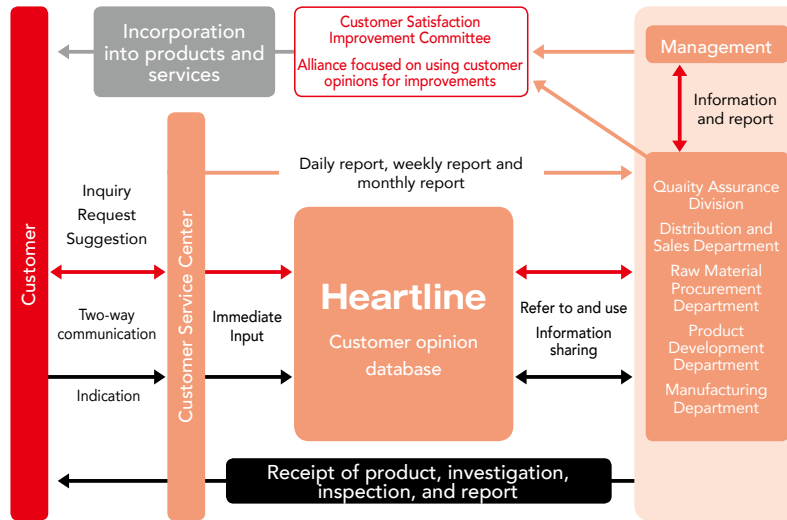 Incorporation
into products and
services
Customer Satisfaction
Improvement Committee
Alliance focused on using customer
opinions for improvements
Management
Information
and report
Customer
Customer Service Center
Daily report, weekly report and
monthly report
Inquiry
Request
Suggestion
Two-way
communication
Indication
Immediate
Input
Heartline
Customer opinion
database
Refer to and use
Information
sharing
Quality Assurance
Division
Distribution and
Sales Department
Raw Material
Procurement
Department
Product
Development
Department
Manufacturing
Department
Receipt of product, investigation,
inspection, and report